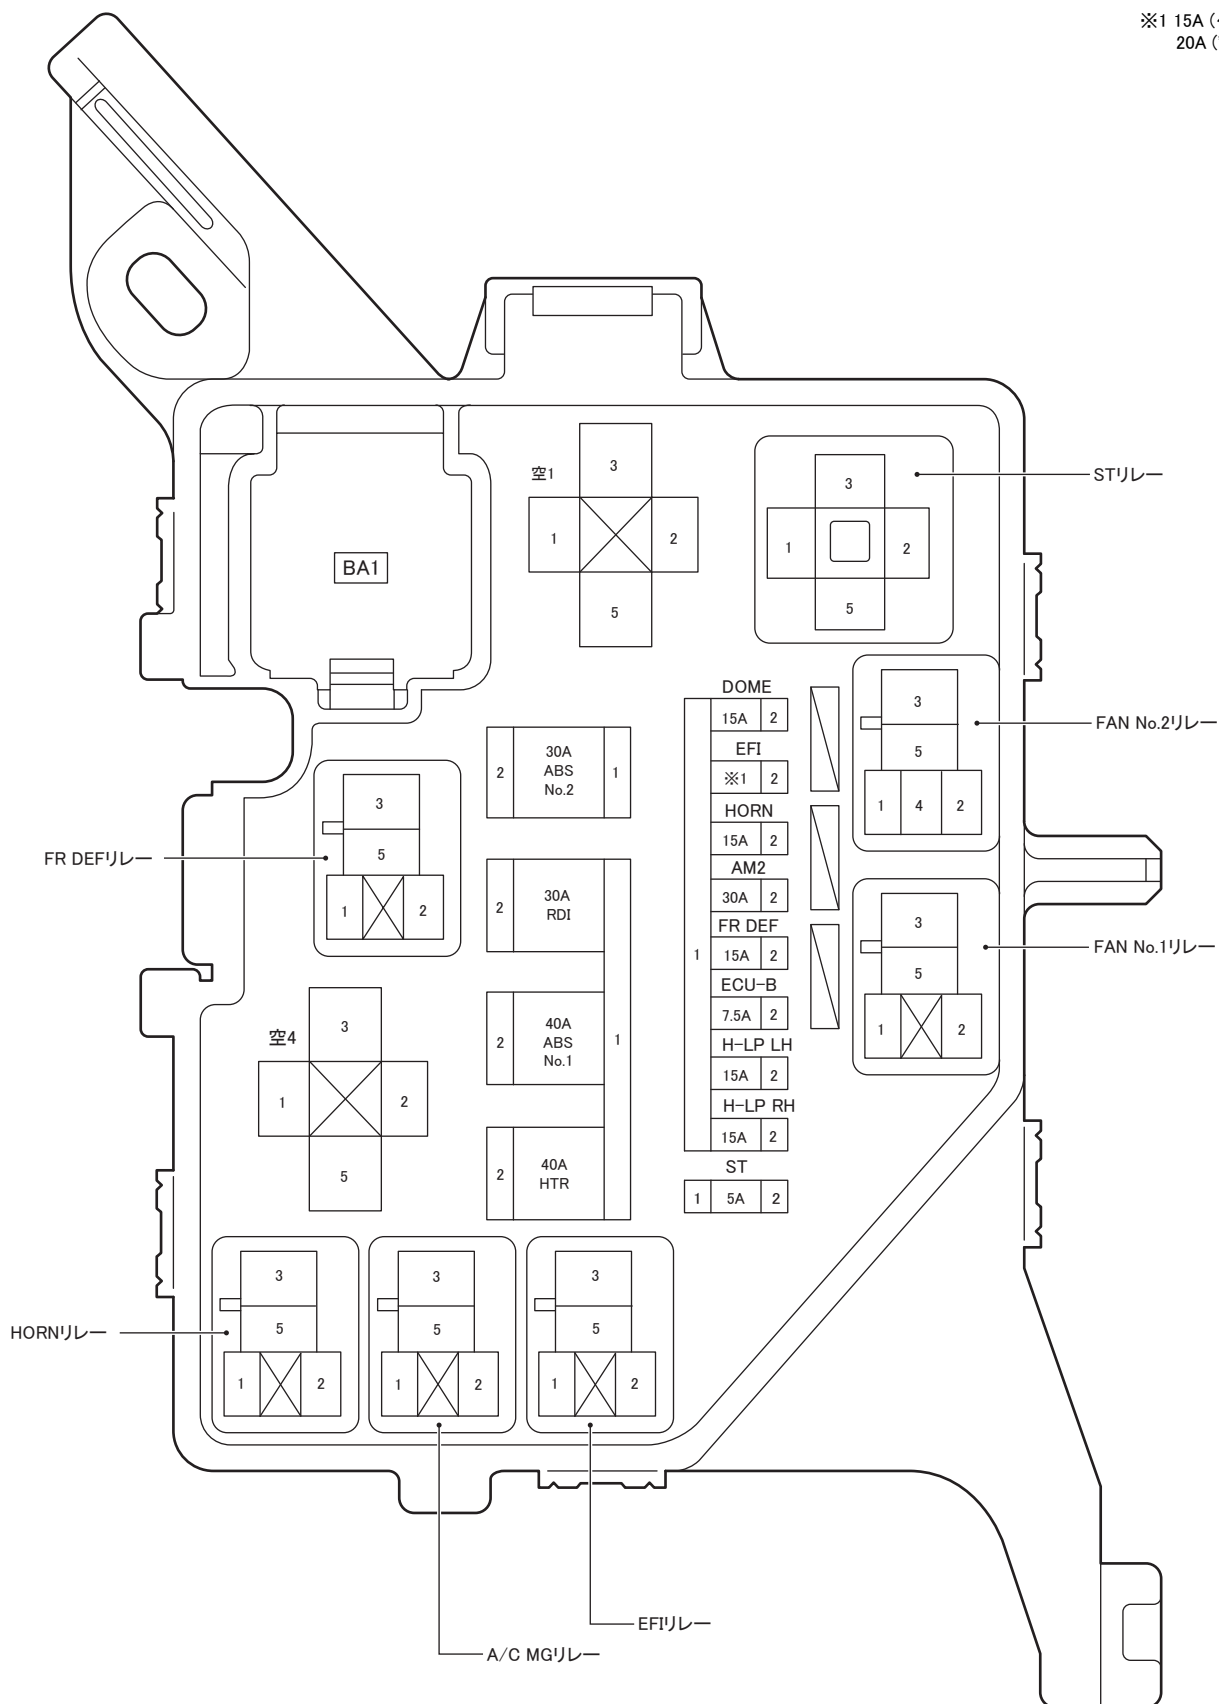 ※1 15A（
20A（
空1
3
1
2
5
3
1
2
5
STリレー
BA1
DOME
15A 2
EFI
※1 2
HORN
15A 2
AM2
30A 2
FR DEF
1 15A 2
ECU-B
7.5A 2
H-LP LH
15A 2
H-LP RH
15A 2
ST
1 5A 2
3
5
1 4 2
FAN No.2リレー
3
5
1 2
FAN No.1リレー
2 30A 1
ABS
No.2
2 30A
RDI
2 40A 1
ABS
No.1
2 40A
HTR
FR DEFリレー
3
5
1 2
空4
3
1 2
5
HORNリレー
3
5
1 2
3
5
1 2
3
5
1 2
EFIリレー
A/C MGリレー